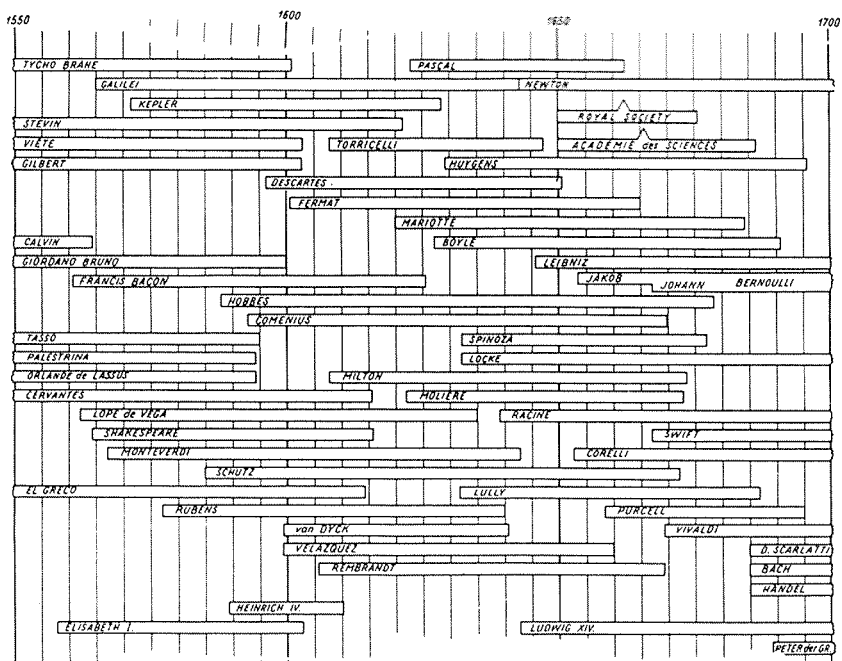 1550 1600 1650 1700
TYCHO BRAHE PASCAL
GALILEI NEWTON
KEPLER
ROYAL SOCIETY
STEVIN
VIÈTE TORRICELLI ACADÉMIE des SCIENCES
GILBERT HUYGENS
DESCARTES.
FERMAT
MARIOTTE
CALVIN BOYLE
GIORDANO BRUNO LEIBNIZ
FRANCIS BACON JAKOB JOHANN BERNOULLI
HOBBES
COMENIUS
TASSO SPINOZA
PALESTRINA LOCKE
ORLANDE de LASSUS MILTON
CERVANTES MOLIÈRE
LOPE de VEGA RACINE
SHAKESPEARE SWIFT
MONTEVERDI CORELLI
SCHUTZ
EL GRECO LULLY
RUBENS PURCELL
van DYCK VIVALDI
VELAZQUEZ D. SCARLATTI
REMBRANDT BACH
HÄNDEL
HEINRICH IV.
ELISABETH I. LUDWIG XIV.
PETER der GR.